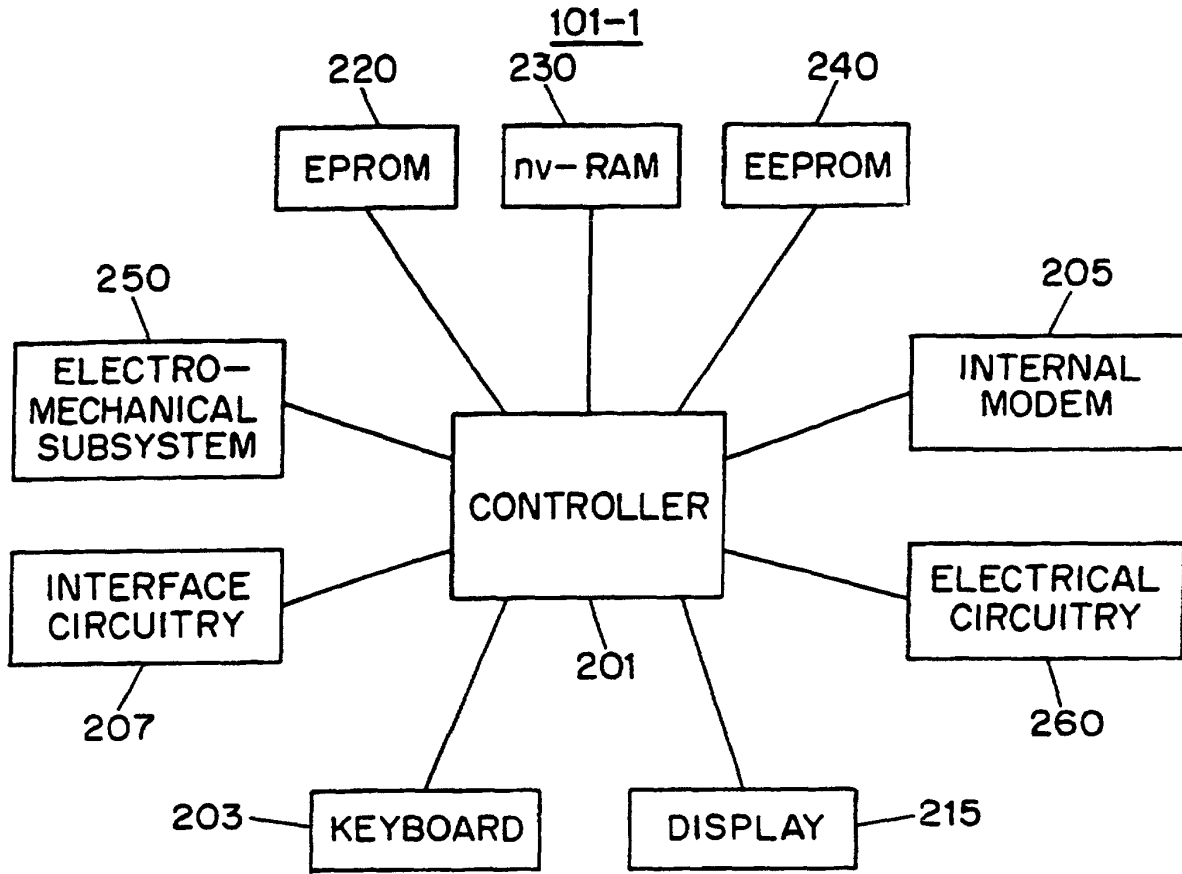 101-1
220
230
240
EPROM
nv-RAM
EEPROM
250
205
ELECTRO-
MECHANICAL
SUBSYSTEM
INTERNAL
MODEM
CONTROLLER
INTERFACE
CIRCUITRY
ELECTRICAL
CIRCUITRY
201
207
260
203
KEYBOARD
DISPLAY
215